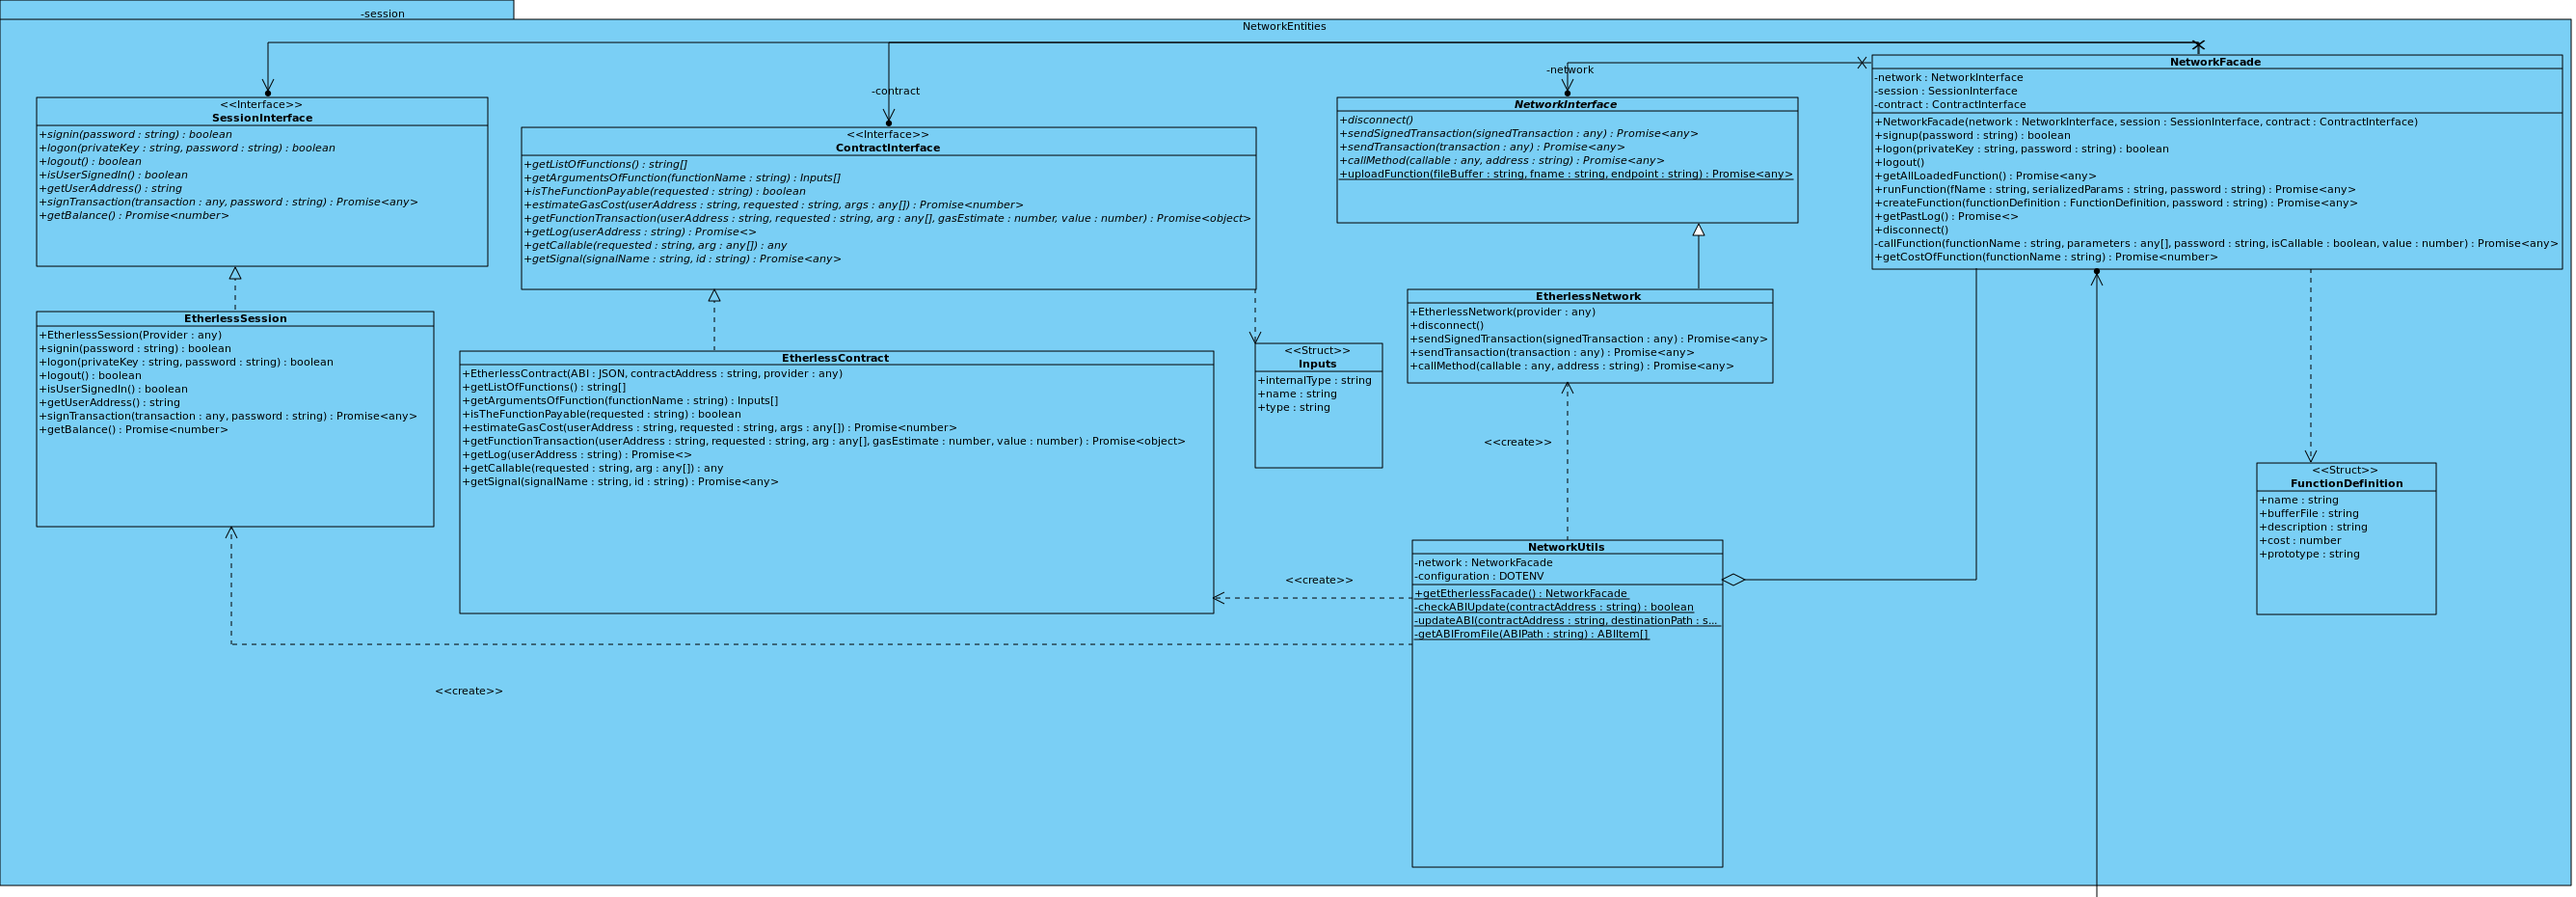 -session
NetworkEntities
-contract
-network
<<Interface>>
SessionInterface
+signin(password : string) : boolean
+logon(privateKey : string, password : string) : boolean
+logout() : boolean
+isUserSignedIn() : boolean
+getUserAddress() : string
+signTransaction(transaction : any, password : string) : Promise<any>
+getBalance() : Promise<number>
<<Interface>>
ContractInterface
+getListOfFunctions() : string[]
+getArgumentsOfFunction(functionName : string) : Inputs[]
+isTheFunctionPayable(requested : string) : boolean
+estimateGasCost(userAddress : string, requested : string, args : any[]) : Promise<number>
+getFunctionTransaction(userAddress : string, requested : string, arg : any[], gasEstimate : number, value : number) : Promise<object>
+getLog(userAddress : string) : Promise<>
+getCallable(requested : string, arg : any[]) : any
+getSignal(signalName : string, id : string) : Promise<any>
NetworkInterface
+disconnect()
+sendSignedTransaction(signedTransaction : any) : Promise<any>
+sendTransaction(transaction : any) : Promise<any>
+callMethod(callable : any, address : string) : Promise<any>
+uploadFunction(fileBuffer : string, fname : string, endpoint : string) : Promise<any>
NetworkFacade
-network : NetworkInterface
-session : SessionInterface
-contract : ContractInterface
+NetworkFacade(network : NetworkInterface, session : SessionInterface, contract : ContractInterface)
+signup(password : string) : boolean
+logon(privateKey : string, password : string) : boolean
+logout()
+getAllLoadedFunction() : Promise<any>
+runFunction(fName : string, serializedParams : string, password : string) : Promise<any>
+createFunction(functionDefinition : FunctionDefinition, password : string) : Promise<any>
+getPastLog() : Promise<>
+disconnect()
-callFunction(functionName : string, parameters : any[], password : string, isCallable : boolean, value : number) : Promise<any>
+getCostOfFunction(functionName : string) : Promise<number>
EtherlessSession
+EtherlessSession(Provider : any)
+signin(password : string) : boolean
+logon(privateKey : string, password : string) : boolean
+logout() : boolean
+isUserSignedIn() : boolean
+getUserAddress() : string
+signTransaction(transaction : any, password : string) : Promise<any>
+getBalance() : Promise<number>
EtherlessContract
+EtherlessContract(ABI : JSON, contractAddress : string, provider : any)
+getListOfFunctions() : string[]
+getArgumentsOfFunction(functionName : string) : Inputs[]
+isTheFunctionPayable(requested : string) : boolean
+estimateGasCost(userAddress : string, requested : string, args : any[]) : Promise<number>
+getFunctionTransaction(userAddress : string, requested : string, arg : any[], gasEstimate : number, value : number) : Promise<object>
+getLog(userAddress : string) : Promise<>
+getCallable(requested : string, arg : any[]) : any
+getSignal(signalName : string, id : string) : Promise<any>
<<Struct>>
Inputs
+internalType : string
+name : string
+type : string
EtherlessNetwork
+EtherlessNetwork(provider : any)
+disconnect()
+sendSignedTransaction(signedTransaction : any) : Promise<any>
+sendTransaction(transaction : any) : Promise<any>
+callMethod(callable : any, address : string) : Promise<any>
<<create>>
<<Struct>>
FunctionDefinition
+name : string
+bufferFile : string
+description : string
+cost : number
+prototype : string
NetworkUtils
-network : NetworkFacade
-configuration : DOTENV
+getEtherlessFacade() : NetworkFacade
-checkABIUpdate(contractAddress : string) : boolean
-updateABI(contractAddress : string, destinationPath : s...
-getABIFromFile(ABIPath : string) : ABIItem[]
<<create>>
<<create>>